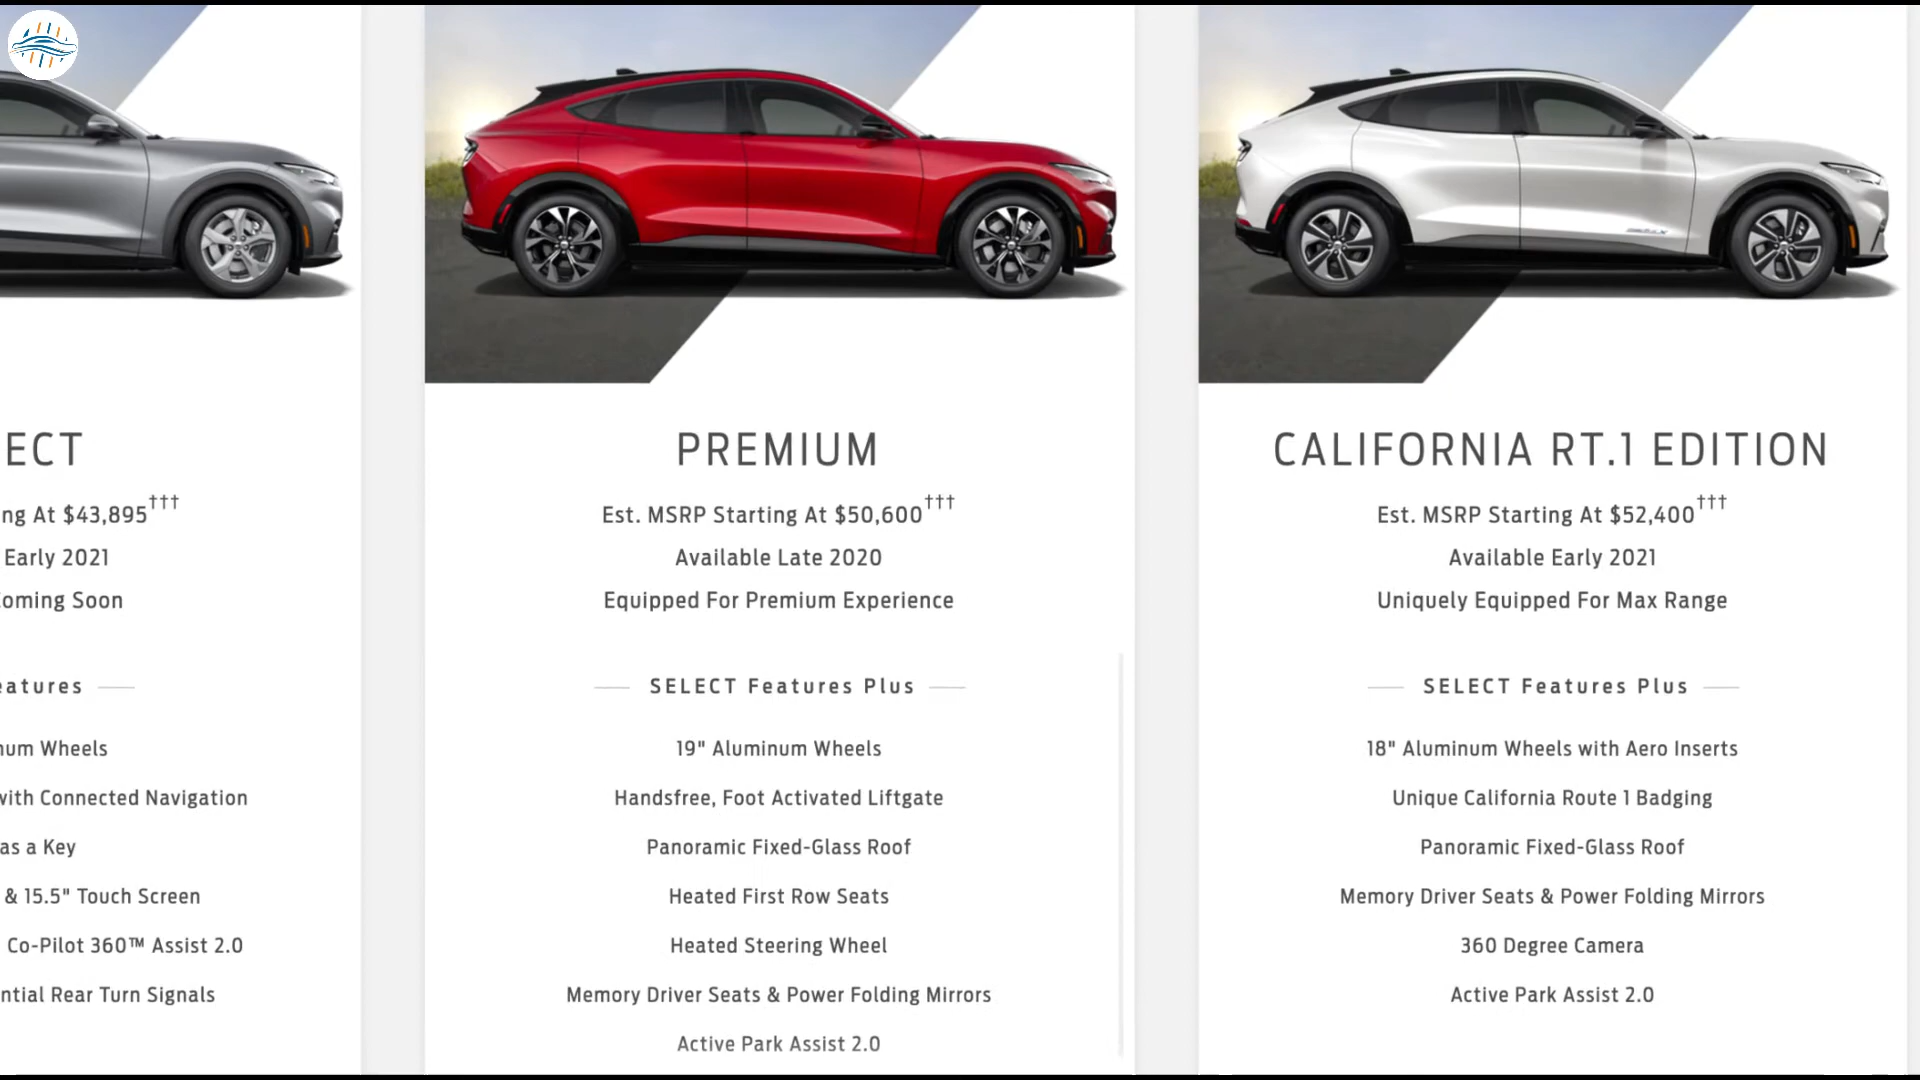 ECT
ng At $43,895†††
Early 2021
oming Soon
eatures
um Wheels
with Connected Navigation
as a Key
& 15.5" Touch Screen
Co-Pilot 360™ Assist 2.0
ntial Rear Turn Signals
PREMIUM
Est. MSRP Starting At $50,600†††
Available Late 2020
Equipped For Premium Experience
SELECT Features Plus
19" Aluminum Wheels
Handsfree, Foot Activated Liftgate
Panoramic Fixed-Glass Roof
Heated First Row Seats
Heated Steering Wheel
Memory Driver Seats & Power Folding Mirrors
Active Park Assist 2.0
CALIFORNIA RT.1 EDITION
Est. MSRP Starting At $52,400†††
Available Early 2021
Uniquely Equipped For Max Range
SELECT Features Plus
18" Aluminum Wheels with Aero Inserts
Unique California Route 1 Badging
Panoramic Fixed-Glass Roof
Memory Driver Seats & Power Folding Mirrors
360 Degree Camera
Active Park Assist 2.0